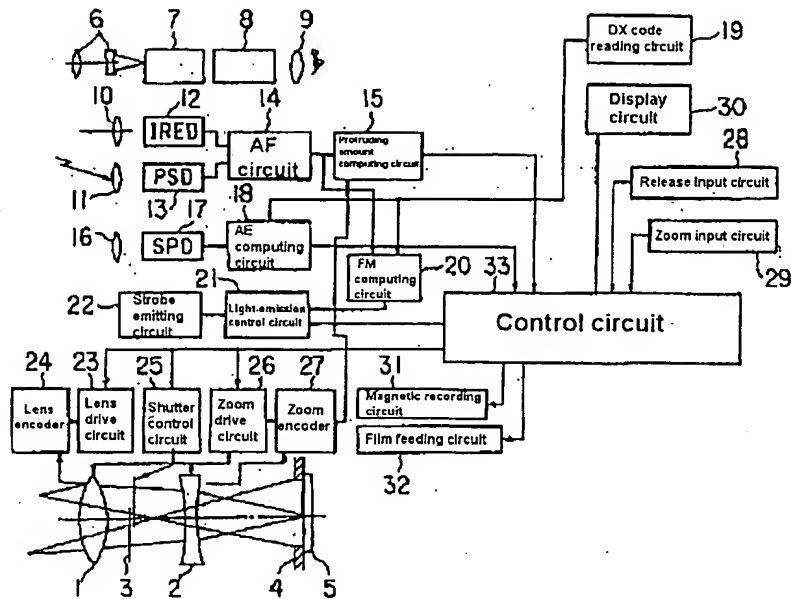 6
7
8
9
DX code
reading circuit
19
10
12
14
15
Display
circuit
30
IRED
AF
circuit
Protruding
amount
computing circuit
28
Release input circuit
11
PSD
13
17
18
16
SPD
AE
computing
circuit
Zoom input circuit
29
FM
computing
circuit
20
33
21
22
Strobe
emitting
circuit
Light-emission
control circuit
Control circuit
24
23
25
26
27
31
Lens
encoder
Lens
drive
circuit
Shutter
control
circuit
Zoom
drive
circuit
Zoom
encoder
Magnetic recording
circuit
Film feeding circuit
32
1
3
2
4
5